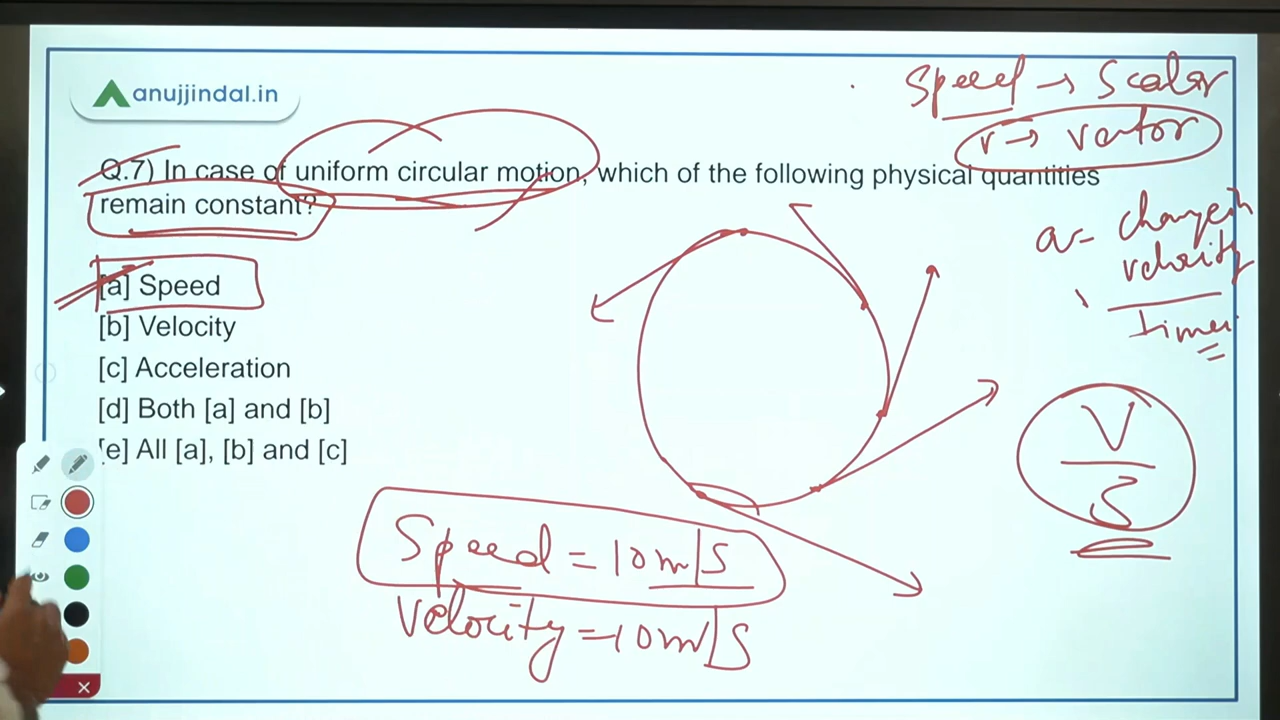 anujjindal.in
Speed → Scalar
v → Vector
Q.7) In case of uniform circular motion, which of the following physical quantities
remain constant?
[a] Speed
[b] Velocity
[c] Acceleration
[d] Both [a] and [b]
[e] All [a], [b] and [c]
a = change in
velocity
time
V
S
Speed = 10m/S
Velocity = 10m/S